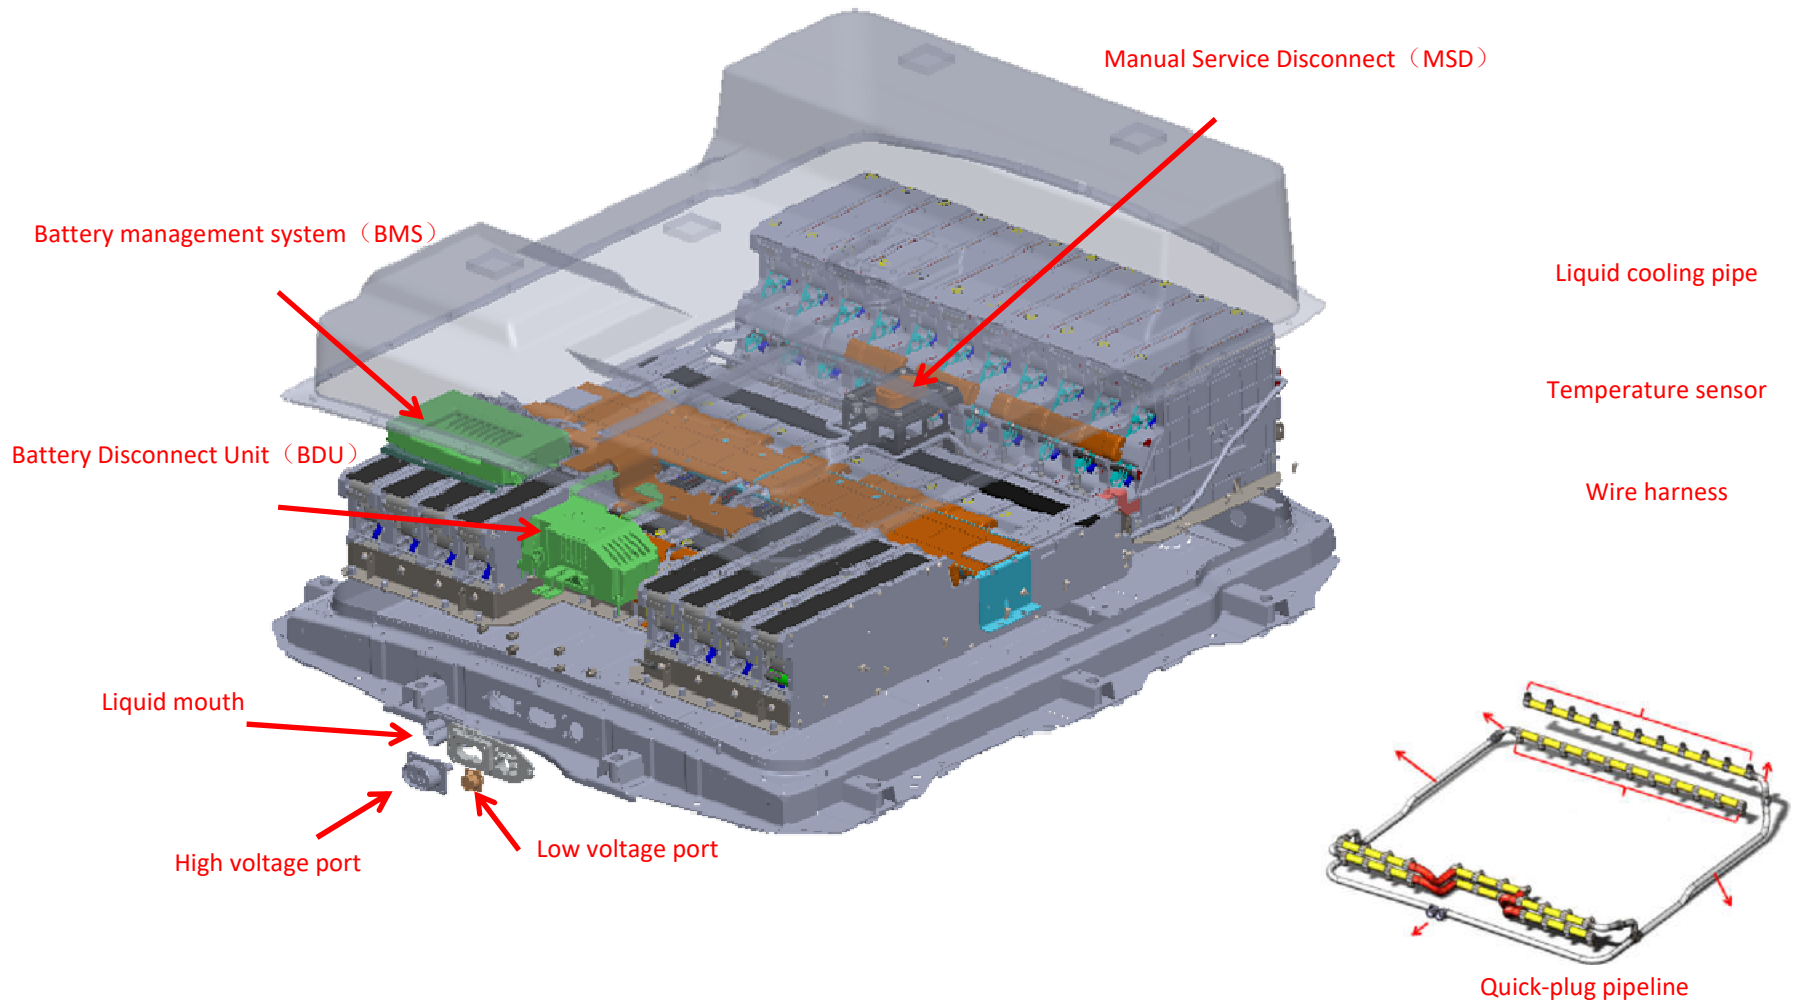 Manual Service Disconnect（MSD）
Battery management system（BMS）
Liquid cooling pipe
Temperature sensor
Battery Disconnect Unit（BDU）
Wire harness
Liquid mouth
Low voltage port
High voltage port
Quick-plug pipeline